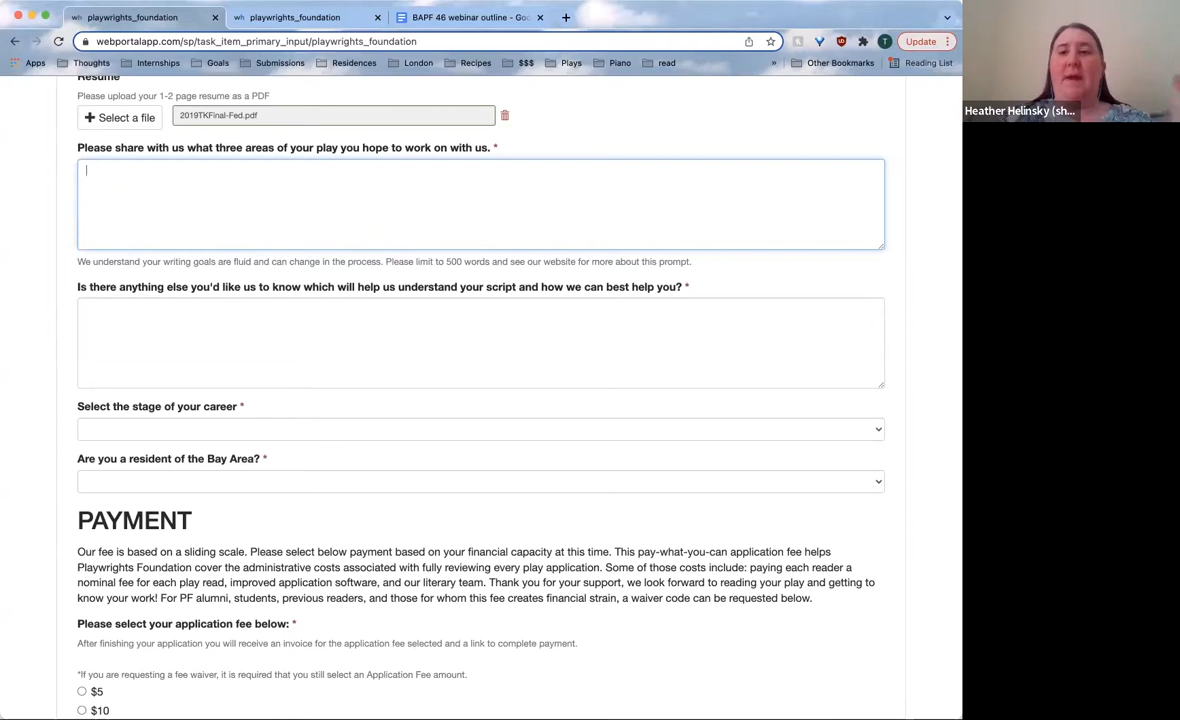 playwrights_foundation
playwrights_foundation
BAPF 46 webinar outline - Goo
webportalapp.com/sp/task_item_primary_input/playwrights_foundation
T
Update
Apps
Thoughts
Internships
Goals
Submissions
Residences
London
Recipes
$$$
Plays
Piano
read
»
Other Bookmarks
Reading List
Heather Helinsky (sh...
Resume
Please upload your 1-2 page resume as a PDF
+ Select a file
2019TKFinal-Fed.pdf
Please share with us what three areas of your play you hope to work on with us. *
We understand your writing goals are fluid and can change in the process. Please limit to 500 words and see our website for more about this prompt.
Is there anything else you'd like us to know which will help us understand your script and how we can best help you? *
Select the stage of your career *
Are you a resident of the Bay Area? *
PAYMENT
Our fee is based on a sliding scale. Please select below payment based on your financial capacity at this time. This pay-what-you-can application fee helps
Playwrights Foundation cover the administrative costs associated with fully reviewing every play application. Some of those costs include: paying each reader a
nominal fee for each play read, improved application software, and our literary team. Thank you for your support, we look forward to reading your play and getting to
know your work! For PF alumni, students, previous readers, and those for whom this fee creates financial strain, a waiver code can be requested below.
Please select your application fee below: *
After finishing your application you will receive an invoice for the application fee selected and a link to complete payment.
*If you are requesting a fee waiver, it is required that you still select an Application Fee amount.
$5
$10